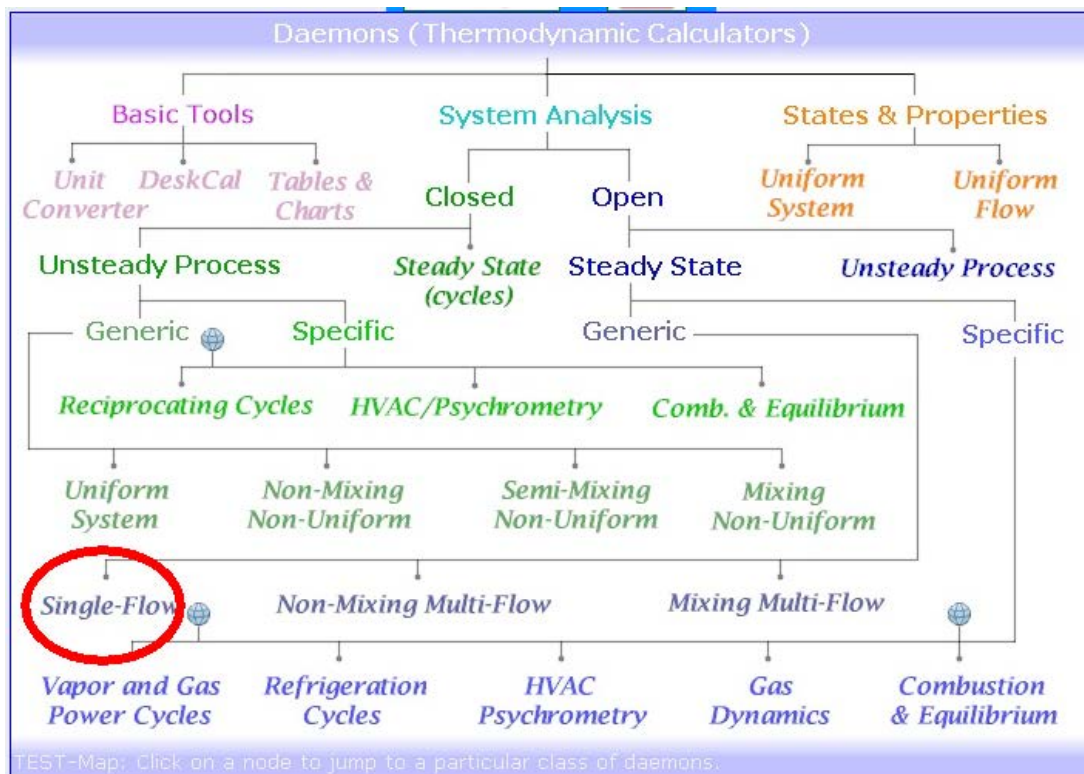 Daemons (Thermodynamic Calculators)
Basic Tools
System Analysis
States & Properties
Unit
Converter
DeskCal
Tables &
Charts
Closed
Open
Uniform
System
Uniform
Flow
Unsteady Process
Steady State
(cycles)
Steady State
Unsteady Process
Generic
Specific
Generic
Specific
Reciprocating Cycles
HVAC/Psychrometry
Comb. & Equilibrium
Uniform
System
Non-Mixing
Non-Uniform
Semi-Mixing
Non-Uniform
Mixing
Non-Uniform
Single-Flow
Non-Mixing Multi-Flow
Mixing Multi-Flow
Vapor and Gas
Power Cycles
Refrigeration
Cycles
HVAC
Psychrometry
Gas
Dynamics
Combustion
& Equilibrium
TEST-Map: Click on a node to jump to a particular class of daemons.